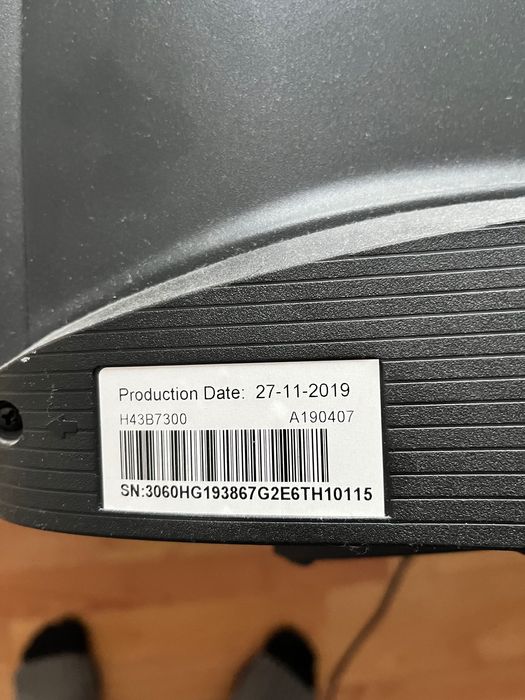 Production Date: 27-11-2019
H43B7300 A190407
SN:3060HG193867G2E6TH10115